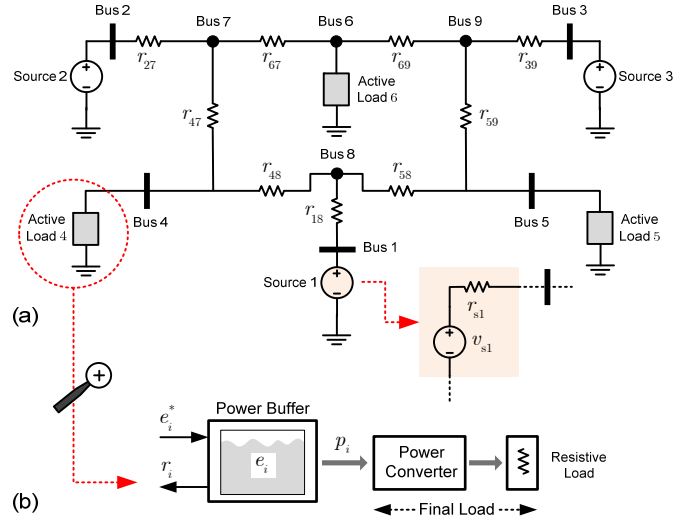 Bus 2
Bus 7
Bus 6
Bus 9
Bus 3
r27
r67
r69
r39
Source 2
Active
Load 6
Source 3
r47
r59
Bus 8
r48
r58
r18
Active
Load 4
Bus 4
Bus 5
Active
Load 5
Bus 1
Source 1
rs1
vs1
(a)
Power Buffer
ei*
ei
ri
pi
Power
Converter
Resistive
Load
Final Load
(b)